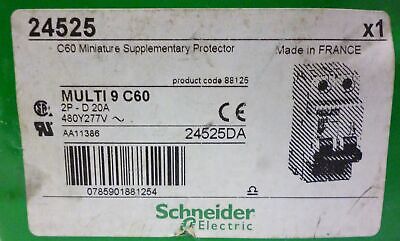 24525
x1
C60 Miniature Supplementary Protector
Made in FRANCE
product code 88125
MULTI 9 C60
2P - D 20A
480Y277V ~
CE
AA11386
24525DA
0785901881254
Schneider
Electric